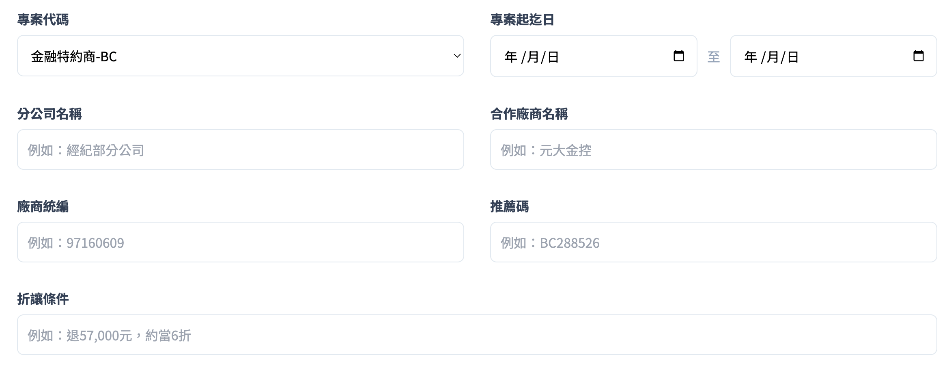 專案代碼
專案起迄日
金融特約商-BC
年 /月/日 至 年 /月/日
分公司名稱
合作廠商名稱
例如：經紀部分公司
例如：元大金控
廠商統編
推薦碼
例如：97160609
例如：BC288526
折讓條件
例如：退57,000元，約當6折